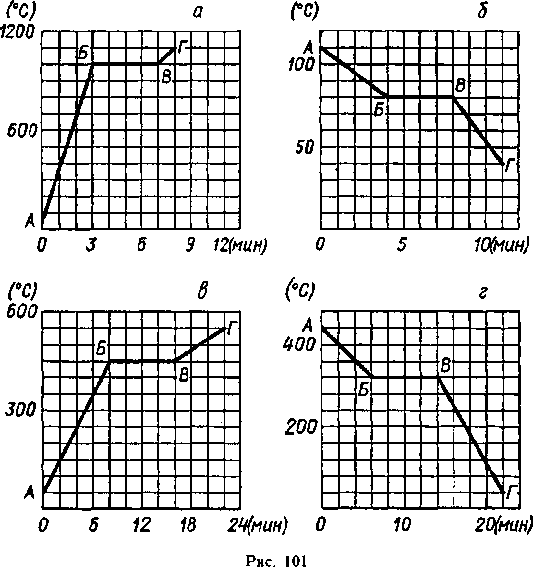 (°C) а
1200
Б
Г
В
600
А
0 3 6 9 12(мин)
(°C) б
А
100
Б
В
50
Г
0 5 10(мин)
(°C) в
600
Б
Г
В
300
А
0 6 12 18 24(мин)
(°C) г
А
400
Б
В
200
Г
0 10 20(мин)
Рис. 101